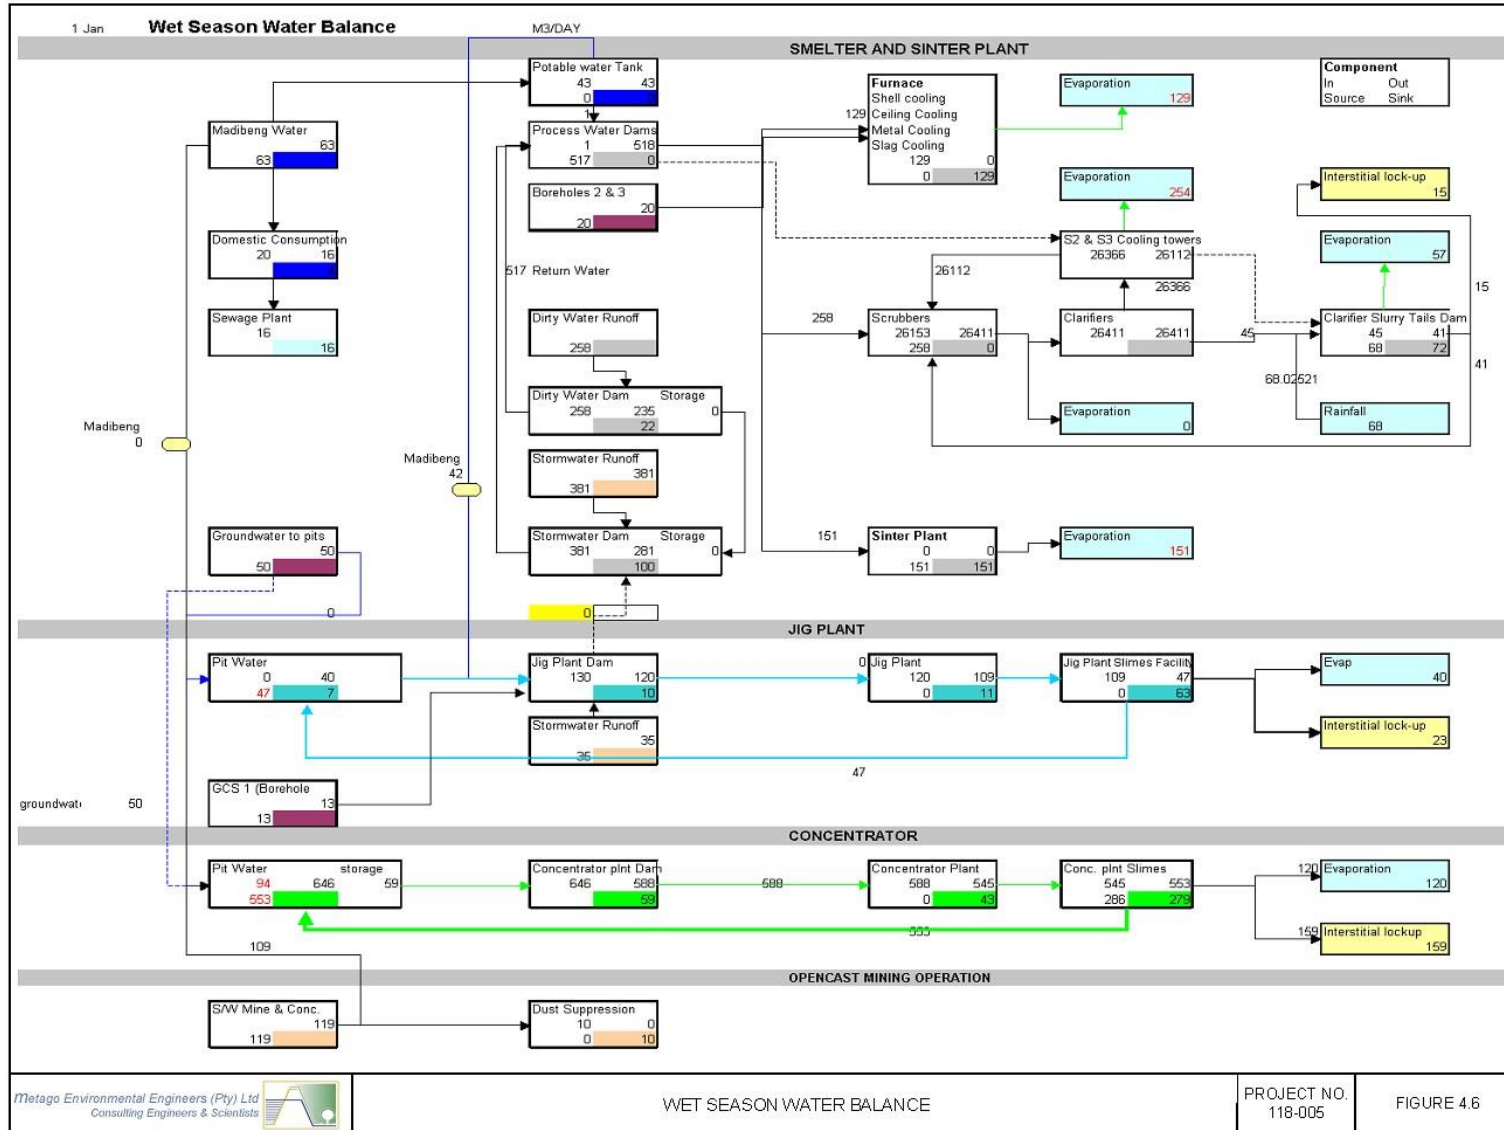 1 Jan Wet Season Water Balance M3/DAY
SMELTER AND SINTER PLANT
Potable water Tank
43 43
0
1
Madibeng Water
63
63
Process Water Dams
1 518
517 0
Boreholes 2 & 3
20
20
Furnace
Shell cooling
129 Ceiling Cooling
Metal Cooling
Slag Cooling
129 0
0 129
Evaporation
129
Component
In Out
Source Sink
Evaporation
254
Interstitial lock-up
15
Domestic Consumption
20 16
Sewage Plant
16
16
517 Return Water
S2 & S3 Cooling towers
26366 26112
26112
26366
Evaporation
57
15
Dirty Water Runoff
258
258
Scrubbers
26153 26411
258 0
Clarifiers
26411 26411
45
Clarifier Slurry Tails Dam
45 41
68 72
41
68.02521
Dirty Water Dam Storage
258 235 0
22
Evaporation
0
Rainfall
68
Madibeng
0
Madibeng
42
Stormwater Runoff
381
381
Groundwater to pits
50
50
0
Stormwater Dam Storage
381 281 0
100
0
151
Sinter Plant
0 0
151 151
Evaporation
151
JIG PLANT
Pit Water
0 40
47 7
Jig Plant Dam
130 120
10
0
Jig Plant
120 109
0 11
Jig Plant Slimes Facility
109 47
0 63
Evap
40
Stormwater Runoff
35
35
Interstitial lock-up
23
47
GCS 1 (Borehole
13
13
groundwat 50
CONCENTRATOR
Pit Water storage
94 646 59
553
Concentrator plnt Dam
646 588
59
588
Concentrator Plant
588 545
0 43
Conc. plnt Slimes
545 553
286 279
120 Evaporation
120
553
159 Interstitial lockup
159
109
OPENCAST MINING OPERATION
S/W Mine & Conc.
119
119
Dust Suppression
10 0
0 10
Metago Environmental Engineers (Pty) Ltd
Consulting Engineers & Scientists
WET SEASON WATER BALANCE
PROJECT NO.
118-005
FIGURE 4.6